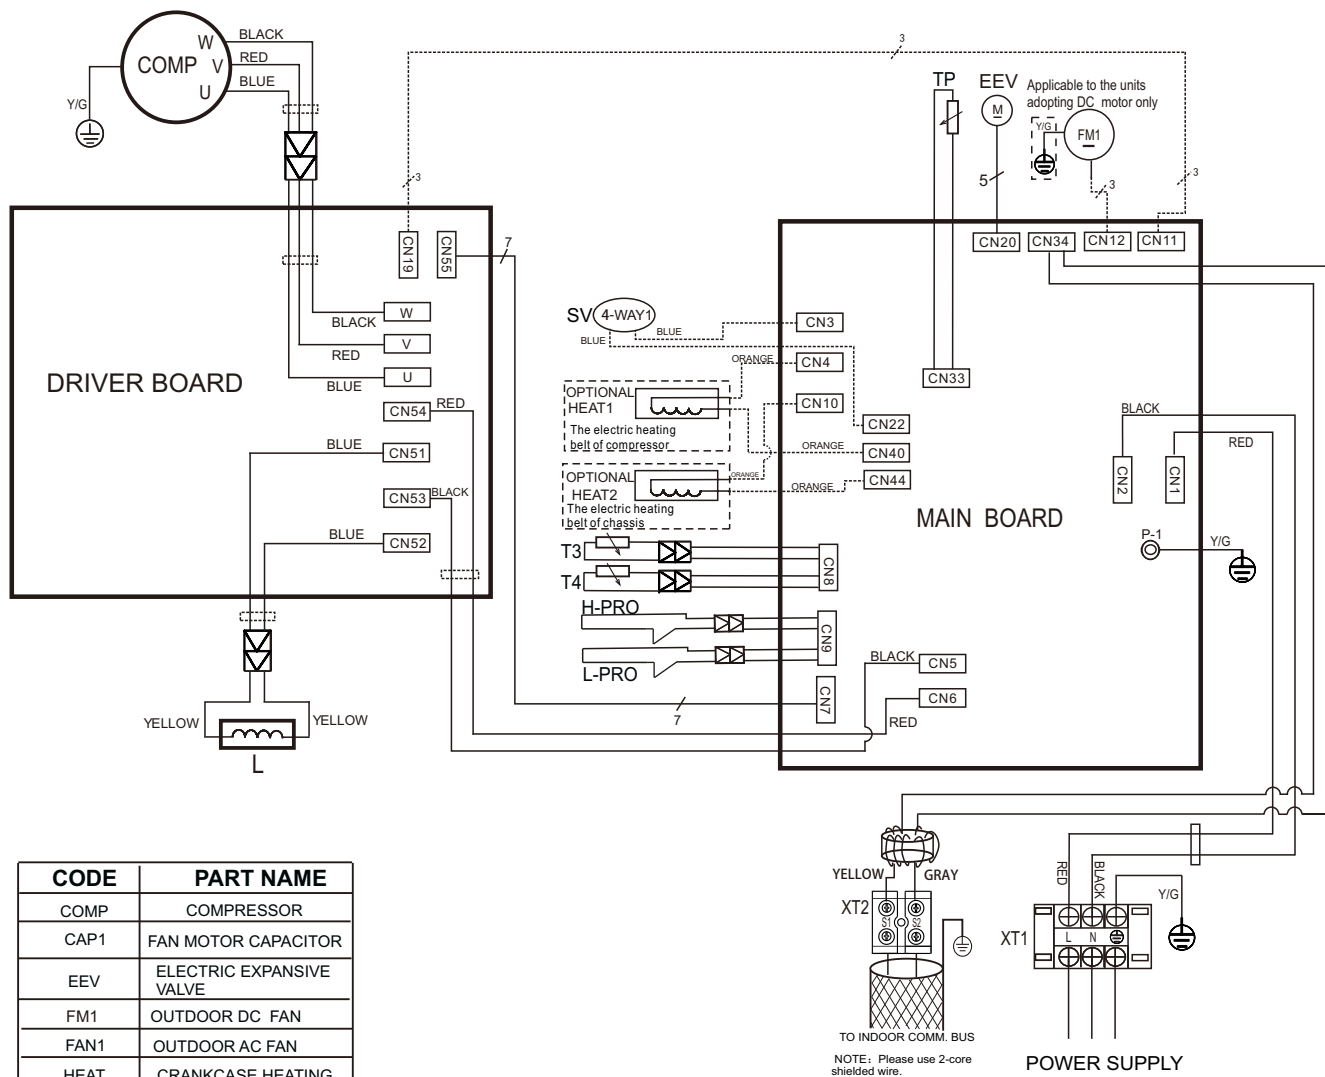 W
BLACK
COMP
V
RED
U
BLUE
Y/G
3
3
3
TP
EEV
Applicable to the units
adopting DC motor only
M
Y/G
FM1
5
3
CN19
CN55
7
CN20
CN34
CN12
CN11
W
BLACK
V
RED
U
BLUE
DRIVER BOARD
CN54
RED
BLUE
CN51
CN53
BLACK
BLUE
CN52
SV
4-WAY1
BLUE
BLUE
CN3
ORANGE
CN4
CN33
OPTIONAL
HEAT1
The electric heating
belt of compressor
CN10
CN22
ORANGE
CN40
OPTIONAL
HEAT2
The electric heating
belt of chassis
ORANGE
ORANGE
CN44
BLACK
RED
CN2
CN1
MAIN BOARD
P-1
Y/G
T3
T4
CN8
H-PRO
L-PRO
CN9
CN7
7
BLACK
CN5
CN6
RED
YELLOW
YELLOW
L
YELLOW
GRAY
XT2
S1
S2
TO INDOOR COMM. BUS
NOTE: Please use 2-core
shielded wire.
RED
BLACK
Y/G
XT1
L
N
POWER SUPPLY
CODE PART NAME
COMP COMPRESSOR
CAP1 FAN MOTOR CAPACITOR
EEV ELECTRIC EXPANSIVE
VALVE
FM1 OUTDOOR DC FAN
FAN1 OUTDOOR AC FAN
HEAT CRANKCASE HEATING